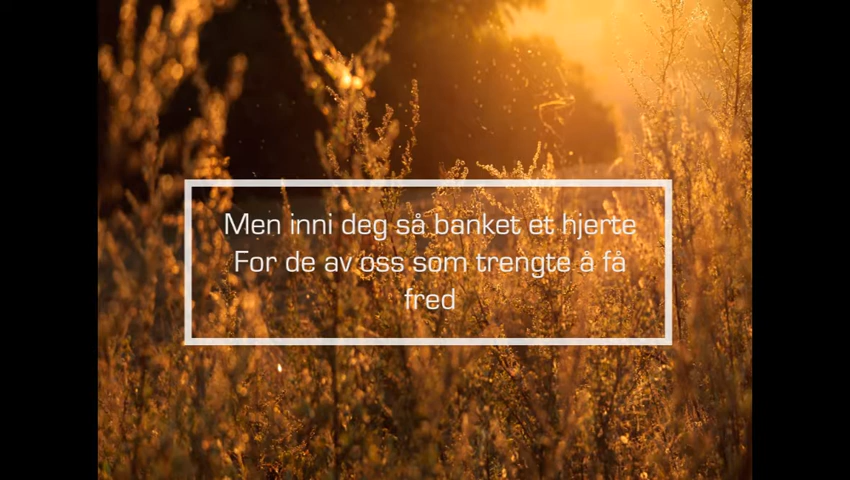 Men inni deg så banket et hjerte
For de av oss som trengte å få
fred